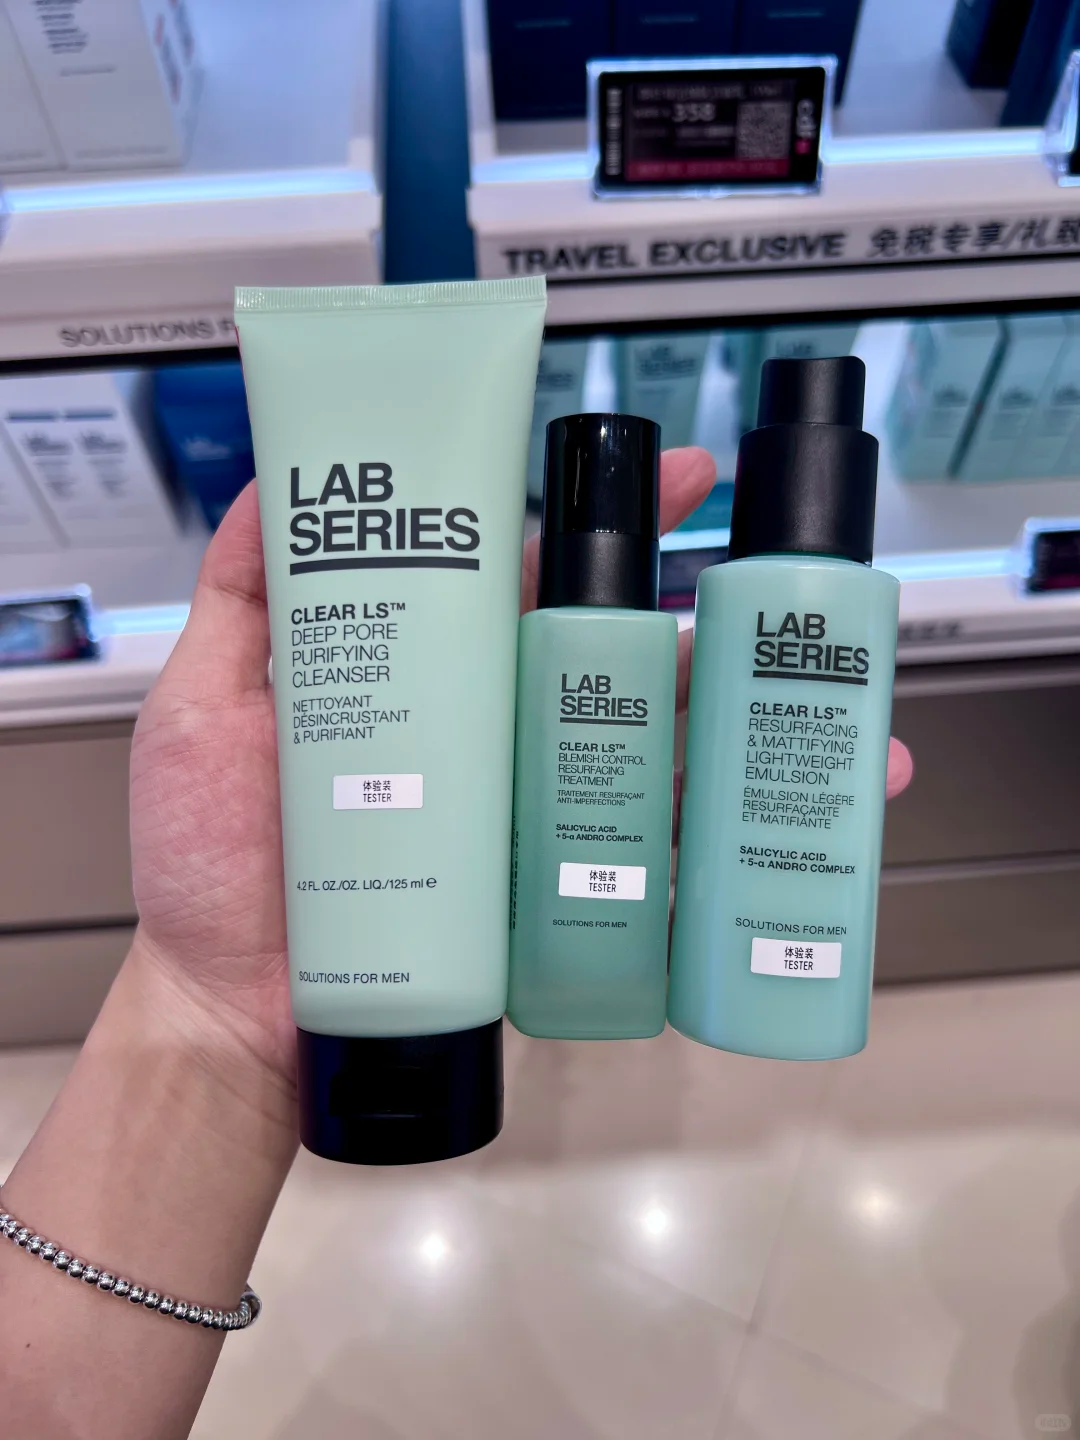 358
cdf
TRAVEL EXCLUSIVE 免税专享/礼
SOLUTIONS F
LAB
SERIES
CLEAR LS™
DEEP PORE
PURIFYING
CLEANSER
NETTOYANT
DÉSINCRUSTANT
& PURIFIANT
体验装
TESTER
4.2 FL. OZ./OZ. LIQ./125 ml ℮
SOLUTIONS FOR MEN
LAB
SERIES
CLEAR LS™
BLEMISH CONTROL
RESURFACING
TREATMENT
TRAITEMENT RESURFAÇANT
ANTI-IMPERFECTIONS
SALICYLIC ACID
+ 5-α ANDRO COMPLEX
体验装
TESTER
SOLUTIONS FOR MEN
LAB
SERIES
CLEAR LS™
RESURFACING
& MATTIFYING
LIGHTWEIGHT
EMULSION
ÉMULSION LÉGÈRE
RESURFAÇANTE
ET MATIFIANTE
SALICYLIC ACID
+ 5-α ANDRO COMPLEX
SOLUTIONS FOR MEN
体验装
TESTER